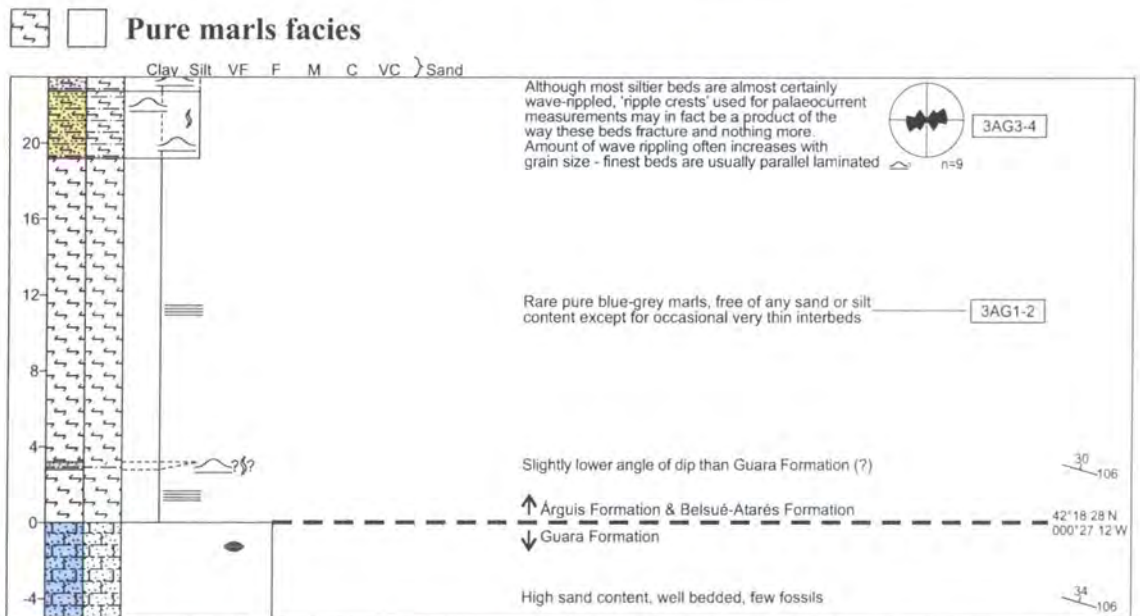 Pure marls facies
Clay Silt VF F M C VC } Sand
Although most siltier beds are almost certainly
wave-rippled, 'ripple crests' used for palaeocurrent
measurements may in fact be a product of the
way these beds fracture and nothing more.
Amount of wave rippling often increases with
grain size - finest beds are usually parallel laminated
n=9
3AG3-4
20
16
12
Rare pure blue-grey marls, free of any sand or silt
content except for occasional very thin interbeds
3AG1-2
8
4
? ?
Slightly lower angle of dip than Guara Formation (?)
30
106
Árguis Formation & Belsué-Atarés Formation
0
42°18'28 N
000°27'12 W
Guara Formation
-4
High sand content, well bedded, few fossils
34
106